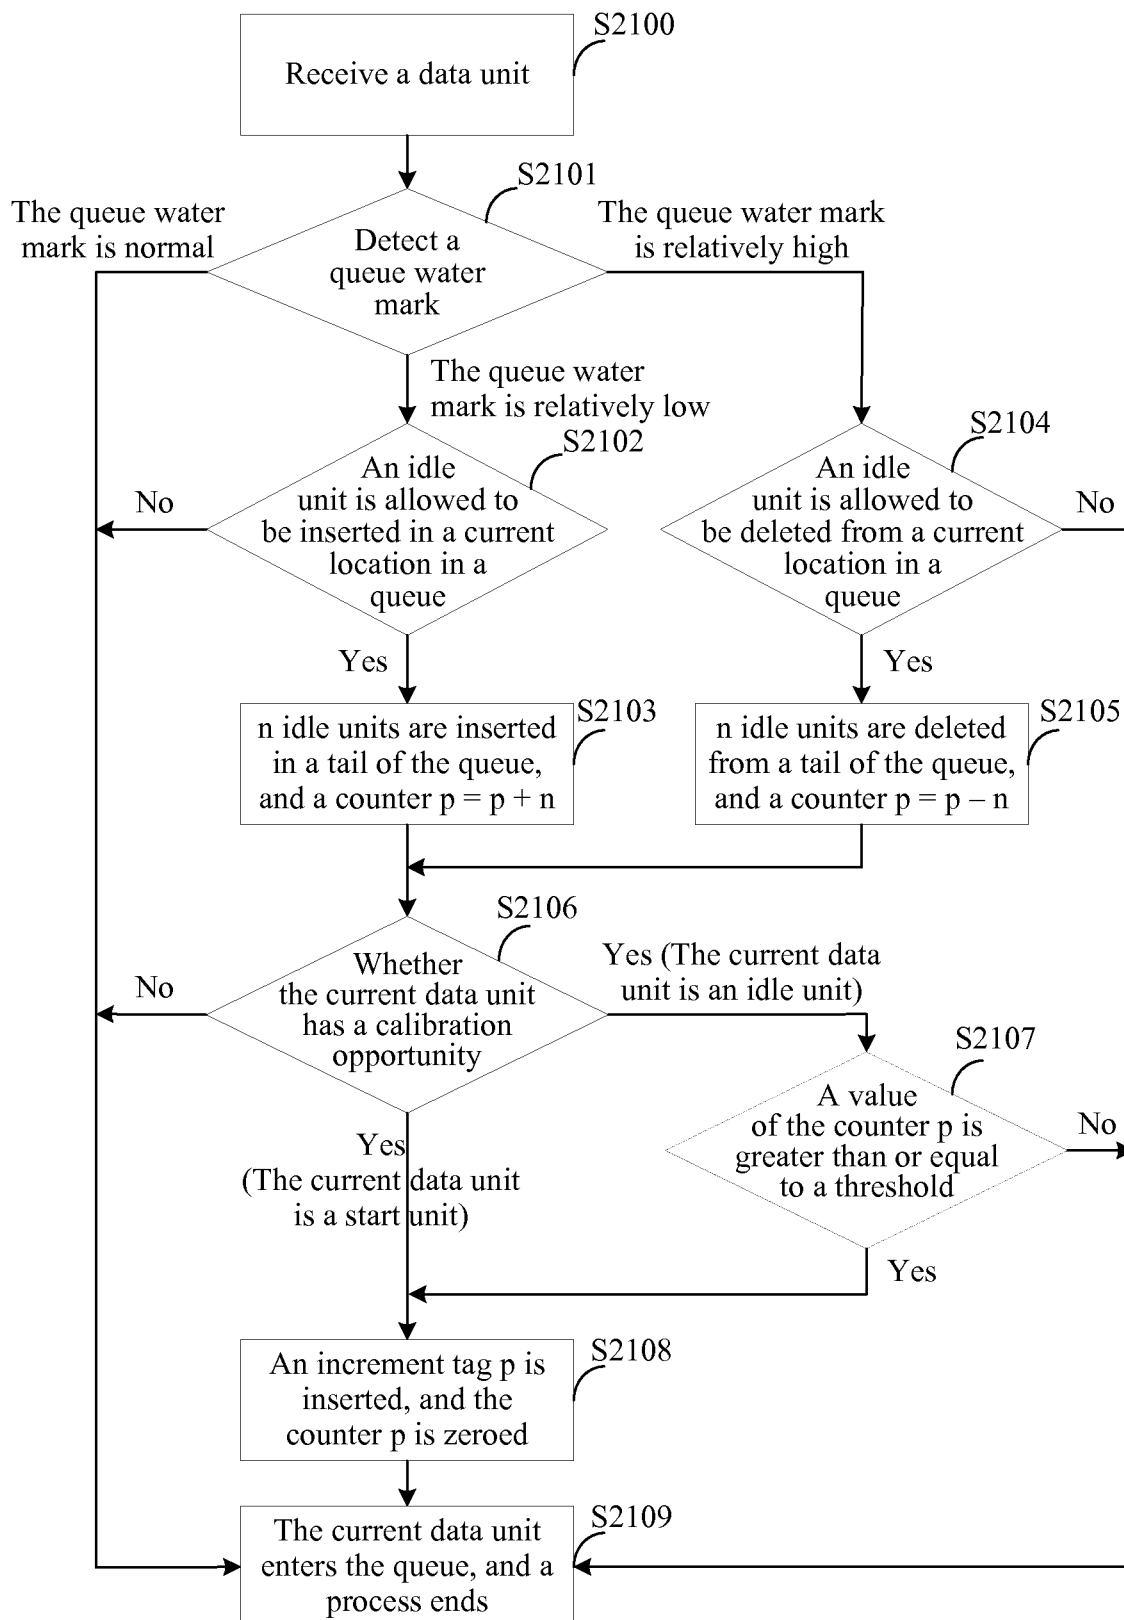 S2100
Receive a data unit
S2101
The queue water
mark is normal
Detect a
queue water
mark
The queue water mark
is relatively high
The queue water
mark is relatively low
S2102
An idle
unit is allowed to
be inserted in a current
location in a
queue
No
Yes
S2104
An idle
unit is allowed to
be deleted from a current
location in a
queue
No
Yes
S2103
n idle units are inserted
in a tail of the queue,
and a counter p = p + n
S2105
n idle units are deleted
from a tail of the queue,
and a counter p = p – n
S2106
Whether
the current data unit
has a calibration
opportunity
No
Yes (The current data
unit is an idle unit)
S2107
A value
of the counter p is
greater than or equal
to a threshold
No
Yes
Yes
(The current data unit
is a start unit)
S2108
An increment tag p is
inserted, and the
counter p is zeroed
S2109
The current data unit
enters the queue, and a
process ends